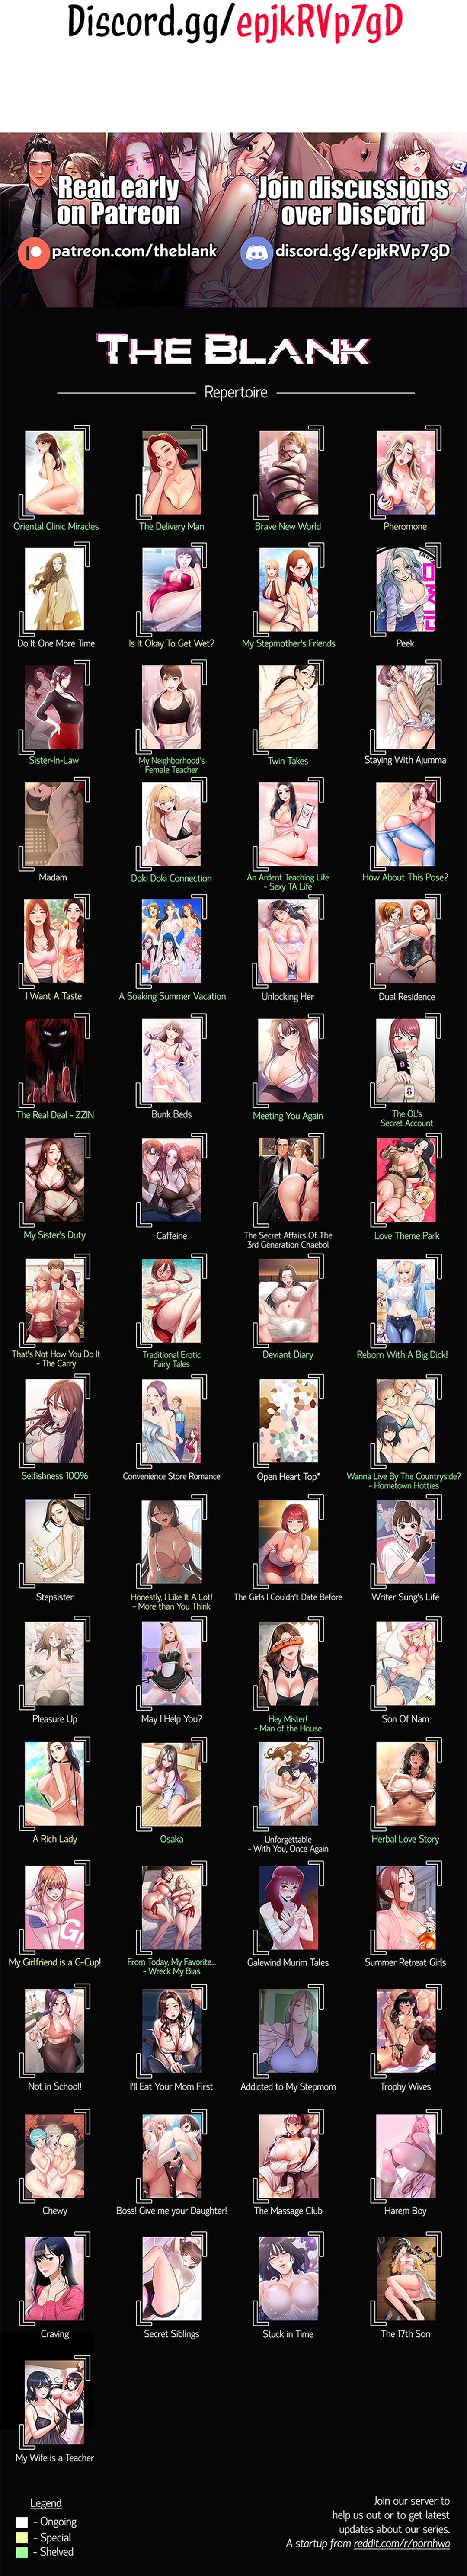 Discord.gg/epjkRVp7gD
Read early
on Patreon
patreon.com/theblank
Join discussions
over Discord
discord.gg/epjkRVp7gD
THE BLANK
Repertoire
Oriental Clinic Miracles
The Delivery Man
Brave New World
Pheromone
Do It One More Time
Is It Okay To Get Wet?
My Stepmother's Friends
Peek
Sister-In-Law
My Neighborhood's
Female Teacher
Twin Takes
Staying With Ajumma
Madam
Doki Doki Connection
An Ardent Teaching Life
- Sexy TA Life
How About This Pose?
I Want A Taste
A Soaking Summer Vacation
Unlocking Her
Dual Residence
The Real Deal - ZZIN
Bunk Beds
Meeting You Again
The OL's
Secret Account
My Sister's Duty
Caffeine
The Secret Affairs Of The
3rd Generation Chaebol
Love Theme Park
That's Not How You Do It
- The Carry
Traditional Erotic
Fairy Tales
Deviant Diary
Reborn With A Big Dick!
Selfishness 100%
Convenience Store Romance
Open Heart Top*
Wanna Live By The Countryside?
- Hometown Hotties
Stepsister
Honestly, I Like It A Lot!
- More than You Think
The Girls I Couldn't Date Before
Writer Sung's Life
Pleasure Up
May I Help You?
Hey Mister!
- Man of the House
Son Of Nam
A Rich Lady
Osaka
Unforgettable
- With You, Once Again
Herbal Love Story
My Girlfriend is a G-Cup!
From Today, My Favorite...
- Wreck My Bias
Galewind Murim Tales
Summer Retreat Girls
Not in School!
I'll Eat Your Mom First
Addicted to My Stepmom
Trophy Wives
Chewy
Boss! Give me your Daughter!
The Massage Club
Harem Boy
Craving
Secret Siblings
Stuck in Time
The 17th Son
My Wife is a Teacher
Legend
- Ongoing
- Special
- Shelved
Join our server to
help us out or to get latest
updates about our series.
A startup from reddit.com/r/pornhwa